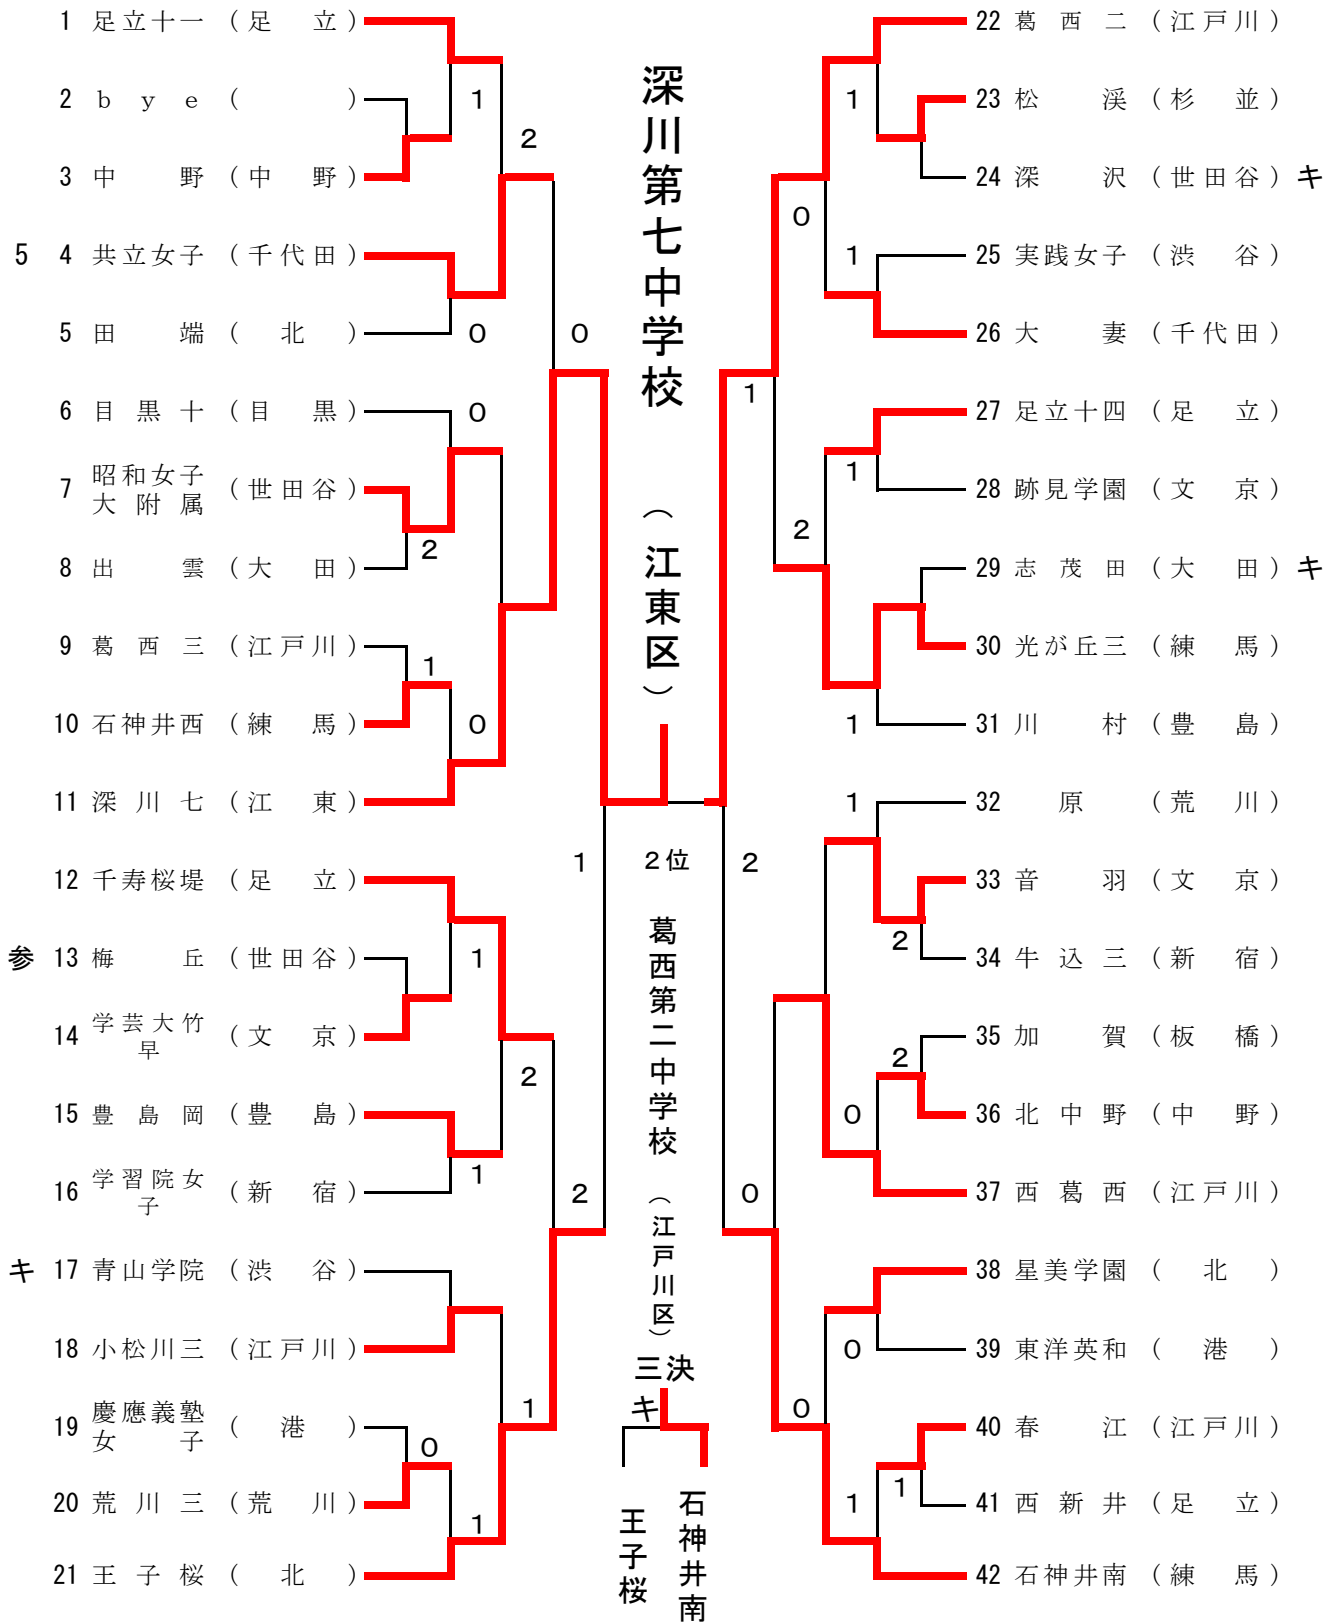 1 足立十一 （足　立）
2 ｂｙｅ （　　）
3 中　野 （中　野）
5 4 共立女子 （千代田）
5 田　端 （　北　）
6 目黒十 （目　黒）
7 昭和女子大附属 （世田谷）
8 出　雲 （大　田）
9 葛西三 （江戸川）
10 石神井西 （練　馬）
11 深川七 （江　東）
12 千寿桜堤 （足　立）
参 13 梅　丘 （世田谷）
14 学芸大竹早 （文　京）
15 豊島岡 （豊　島）
16 学習院女子 （新　宿）
キ 17 青山学院 （渋　谷）
18 小松川三 （江戸川）
19 慶應義塾女子 （　港　）
20 荒川三 （荒　川）
21 王子桜 （　北　）
1
2
0
0
0
2
1
0
1
1
2
1
2
1
0
1
深川第七中学校 （江東区）
2位
葛西第二中学校 （江戸川区）
三決
キ
王子桜
石神井南
1
0
1
1
1
2
1
1
2
2
2
0
0
0
0
1
1
22 葛西二 （江戸川）
23 松　渓 （杉　並）
24 深　沢 （世田谷） キ
25 実践女子 （渋　谷）
26 大　妻 （千代田）
27 足立十四 （足　立）
28 跡見学園 （文　京）
29 志茂田 （大　田） キ
30 光が丘三 （練　馬）
31 川　村 （豊　島）
32 原 （荒　川）
33 音　羽 （文　京）
34 牛込三 （新　宿）
35 加　賀 （板　橋）
36 北中野 （中　野）
37 西葛西 （江戸川）
38 星美学園 （　北　）
39 東洋英和 （　港　）
40 春　江 （江戸川）
41 西新井 （足　立）
42 石神井南 （練　馬）